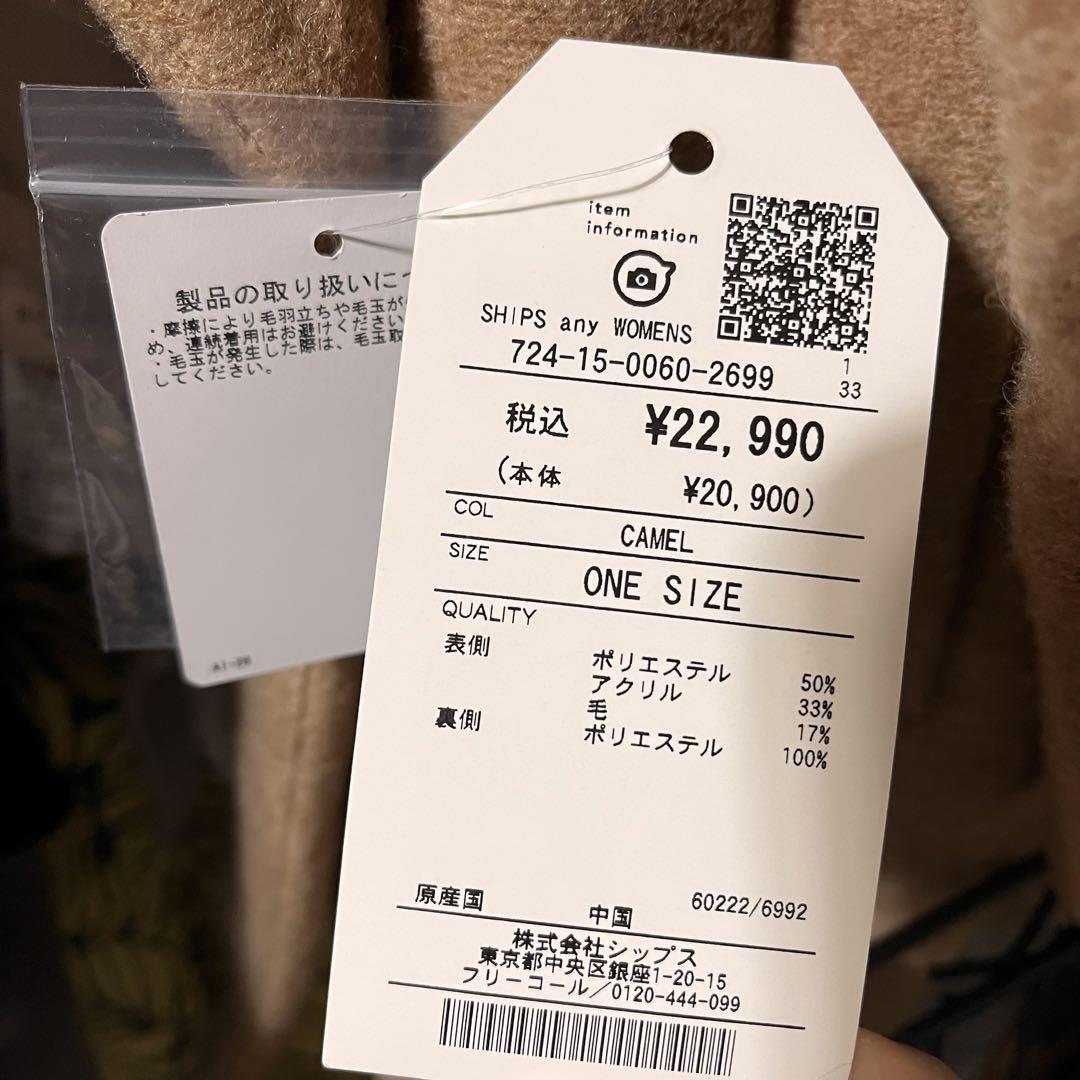 製品の取り扱いにつ
・摩擦により毛羽立ちや毛玉が
め、連続着用はお避けください
・毛玉が発生した際は、毛玉取
してください。
AI-20
item
information
SHIPS any WOMENS
724-15-0060-2699
1
33
税込 ¥22,990
(本体 ¥20,900)
COL
CAMEL
SIZE
ONE SIZE
QUALITY
表側
ポリエステル 50%
アクリル 33%
毛 17%
裏側
ポリエステル 100%
原産国 中国 60222/6992
株式会社シップス
東京都中央区銀座1-20-15
フリーコール/0120-444-099